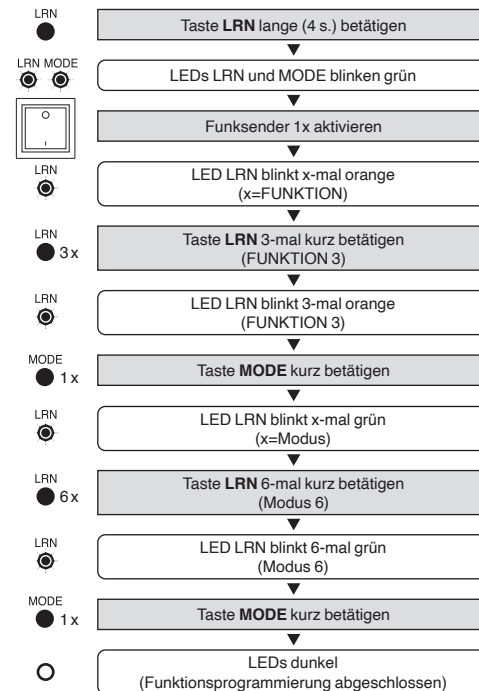 LRN
Taste LRN lange (4 s.) betätigen
LRN MODE
LEDs LRN und MODE blinken grün
Funksender 1x aktivieren
LRN
LED LRN blinkt x-mal orange
(x=FUNKTION)
LRN
3 x
Taste LRN 3-mal kurz betätigen
(FUNKTION 3)
LRN
LED LRN blinkt 3-mal orange
(FUNKTION 3)
MODE
1 x
Taste MODE kurz betätigen
LRN
LED LRN blinkt x-mal grün
(x=Modus)
LRN
6 x
Taste LRN 6-mal kurz betätigen
(Modus 6)
LRN
LED LRN blinkt 6-mal grün
(Modus 6)
MODE
1 x
Taste MODE kurz betätigen
LEDs dunkel
(Funktionsprogrammierung abgeschlossen)